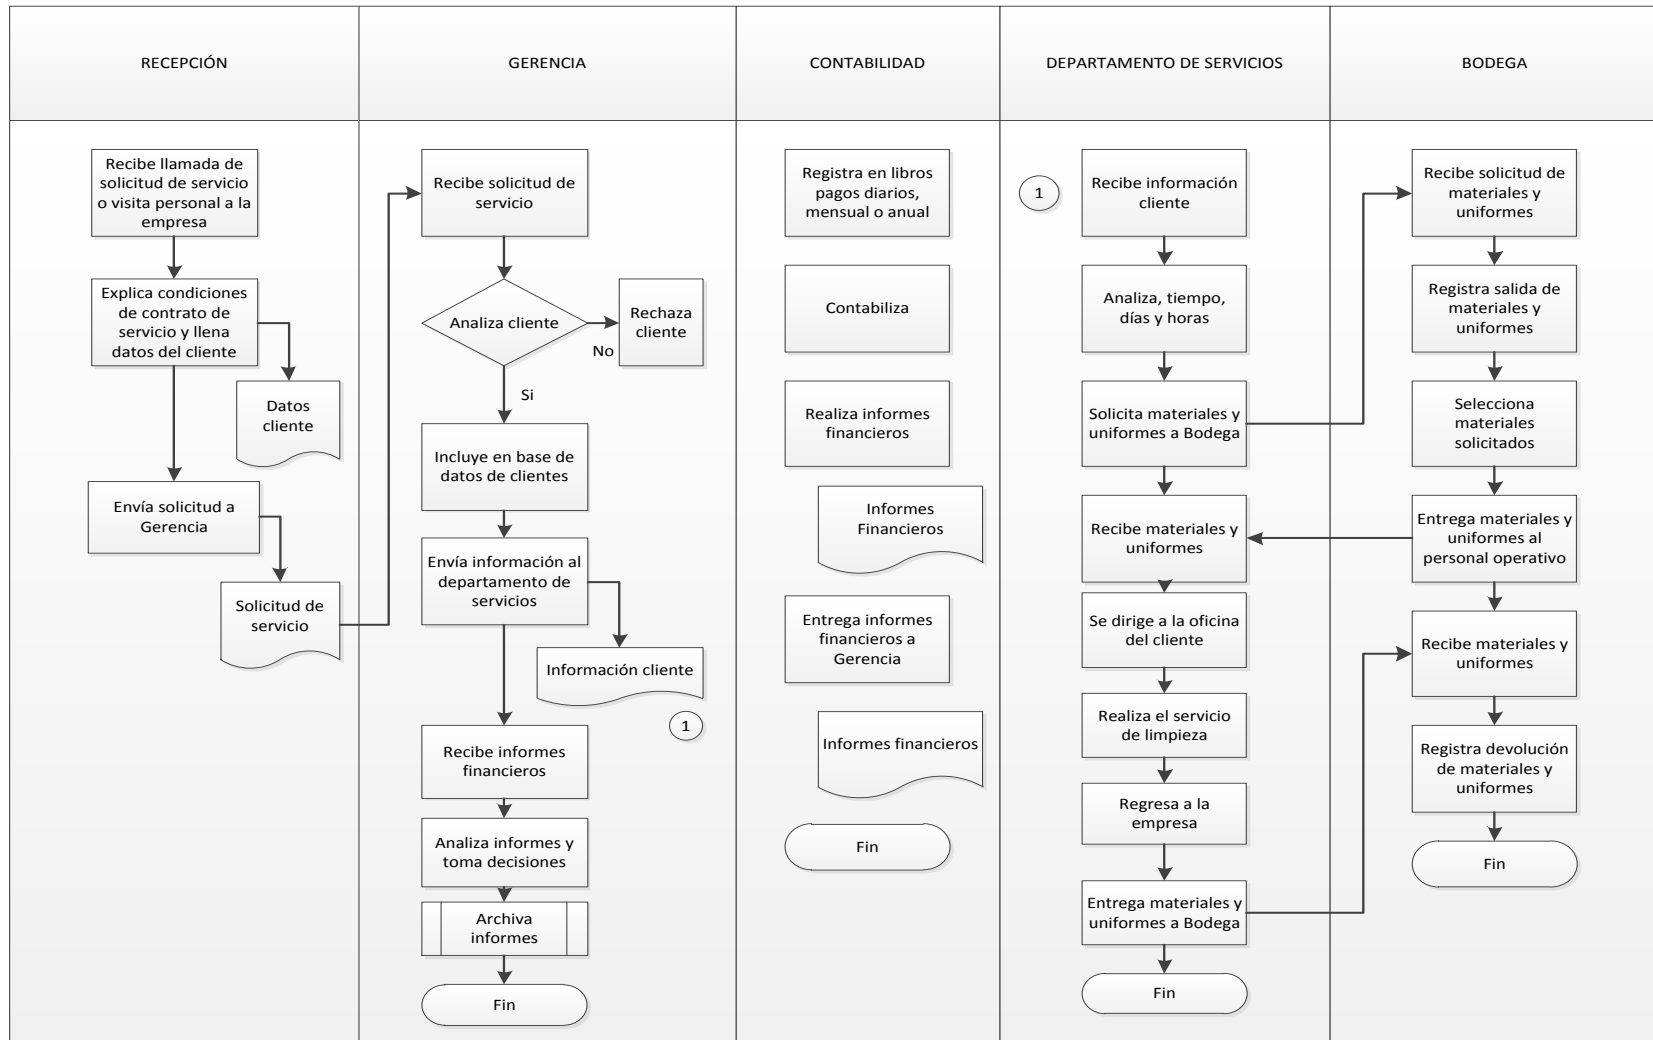 RECEPCIÓN
GERENCIA
CONTABILIDAD
DEPARTAMENTO DE SERVICIOS
BODEGA
Recibe llamada de
solicitud de servicio
o visita personal a la
empresa
Explica condiciones
de contrato de
servicio y llena
datos del cliente
Datos
cliente
Envía solicitud a
Gerencia
Solicitud de
servicio
Recibe solicitud de
servicio
Analiza cliente
No
Rechaza
cliente
Si
Incluye en base de
datos de clientes
Envía información al
departamento de
servicios
Información cliente
1
Recibe informes
financieros
Analiza informes y
toma decisiones
Archiva
informes
Fin
Registra en libros
pagos diarios,
mensual o anual
Contabiliza
Realiza informes
financieros
Informes
Financieros
Entrega informes
financieros a
Gerencia
Informes financieros
Fin
1
Recibe información
cliente
Analiza, tiempo,
días y horas
Solicita materiales y
uniformes a Bodega
Recibe materiales y
uniformes
Se dirige a la oficina
del cliente
Realiza el servicio
de limpieza
Regresa a la
empresa
Entrega materiales y
uniformes a Bodega
Fin
Recibe solicitud de
materiales y
uniformes
Registra salida de
materiales y
uniformes
Selecciona
materiales
solicitados
Entrega materiales y
uniformes al
personal operativo
Recibe materiales y
uniformes
Registra devolución
de materiales y
uniformes
Fin